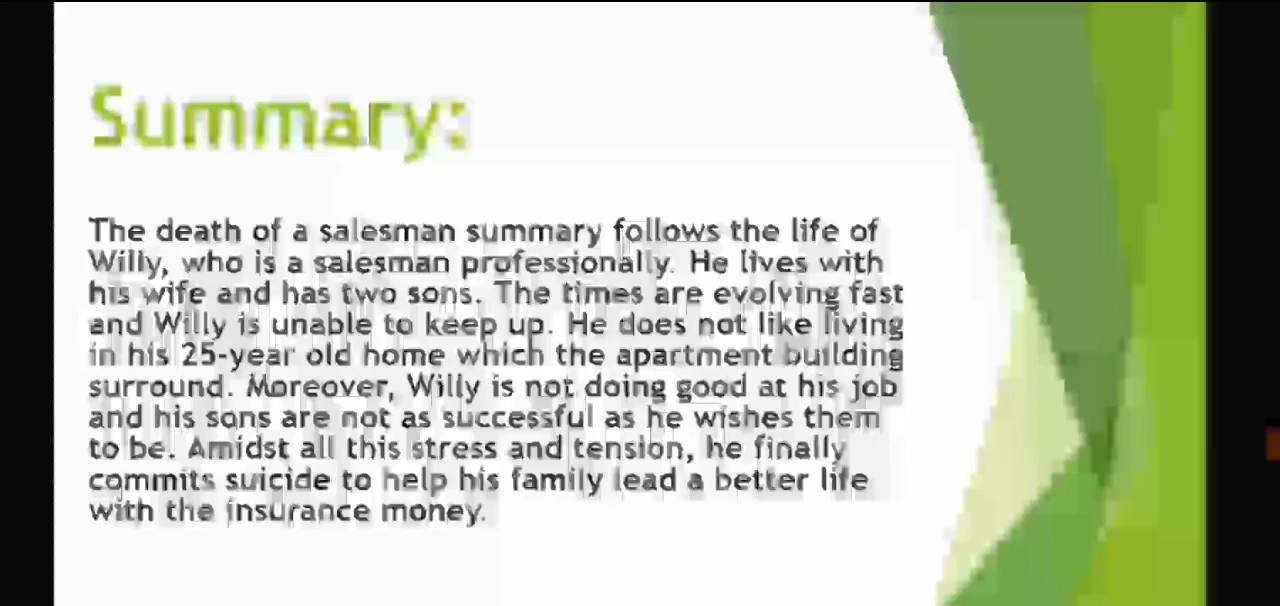 Summary:
The death of a salesman summary follows the life of
Willy, who is a salesman professionally. He lives with
his wife and has two sons. The times are evolving fast
and Willy is unable to keep up. He does not like living
in his 25-year old home which the apartment building
surround. Moreover, Willy is not doing good at his job
and his sons are not as successful as he wishes them
to be. Amidst all this stress and tension, he finally
commits suicide to help his family lead a better life
with the insurance money.